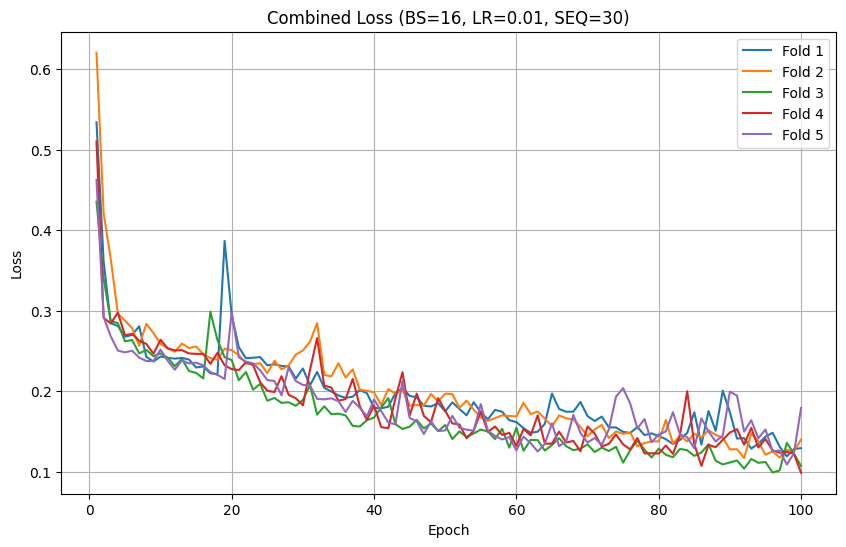 Combined Loss (BS=16, LR=0.01, SEQ=30)
Fold 1
Fold 2
Fold 3
Fold 4
Fold 5
Loss
0.6
0.5
0.4
0.3
0.2
0.1
0 20 40 60 80 100
Epoch